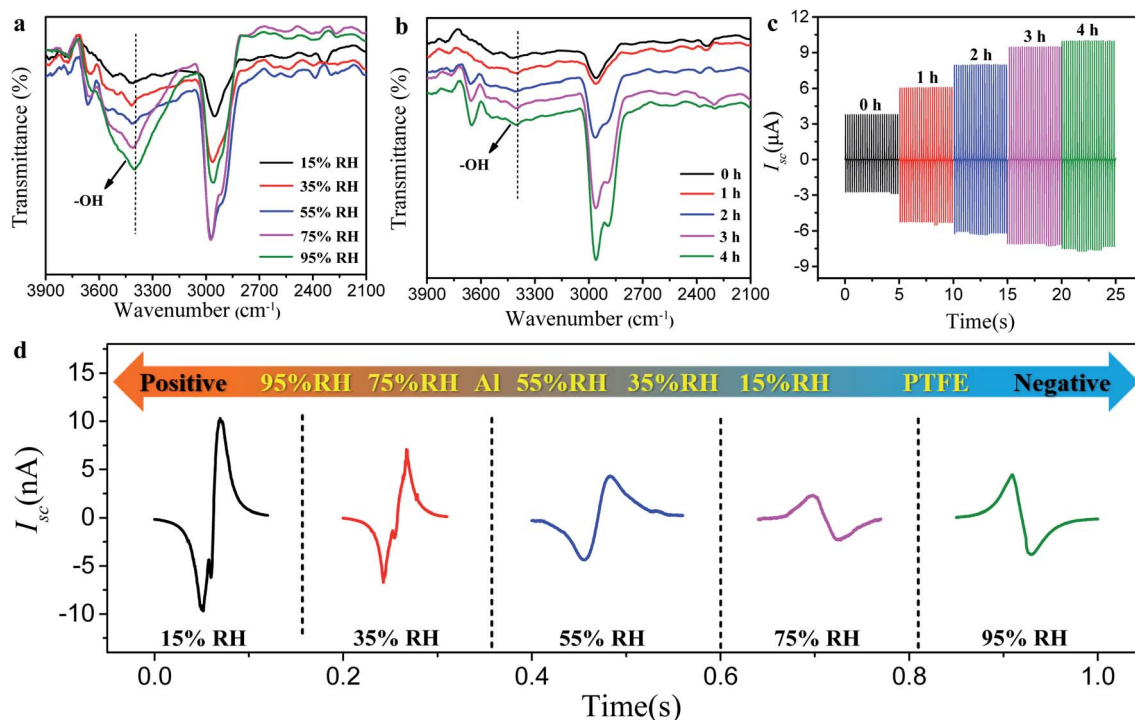 a
Transmittance (%)
-OH
15% RH
35% RH
55% RH
75% RH
95% RH
3900 3600 3300 3000 2700 2400 2100
Wavenumber (cm⁻¹)
b
Transmittance (%)
-OH
0 h
1 h
2 h
3 h
4 h
3900 3600 3300 3000 2700 2400 2100
Wavenumber (cm⁻¹)
c
Isc(μA)
12
9
6
3
0
-3
-6
-9
0 h
1 h
2 h
3 h
4 h
0 5 10 15 20 25
Time(s)
d
Isc(nA)
15
10
5
0
-5
-10
Positive 95%RH 75%RH Al 55%RH 35%RH 15%RH PTFE Negative
15% RH 35% RH 55% RH 75% RH 95% RH
0.0 0.2 0.4 0.6 0.8 1.0
Time(s)